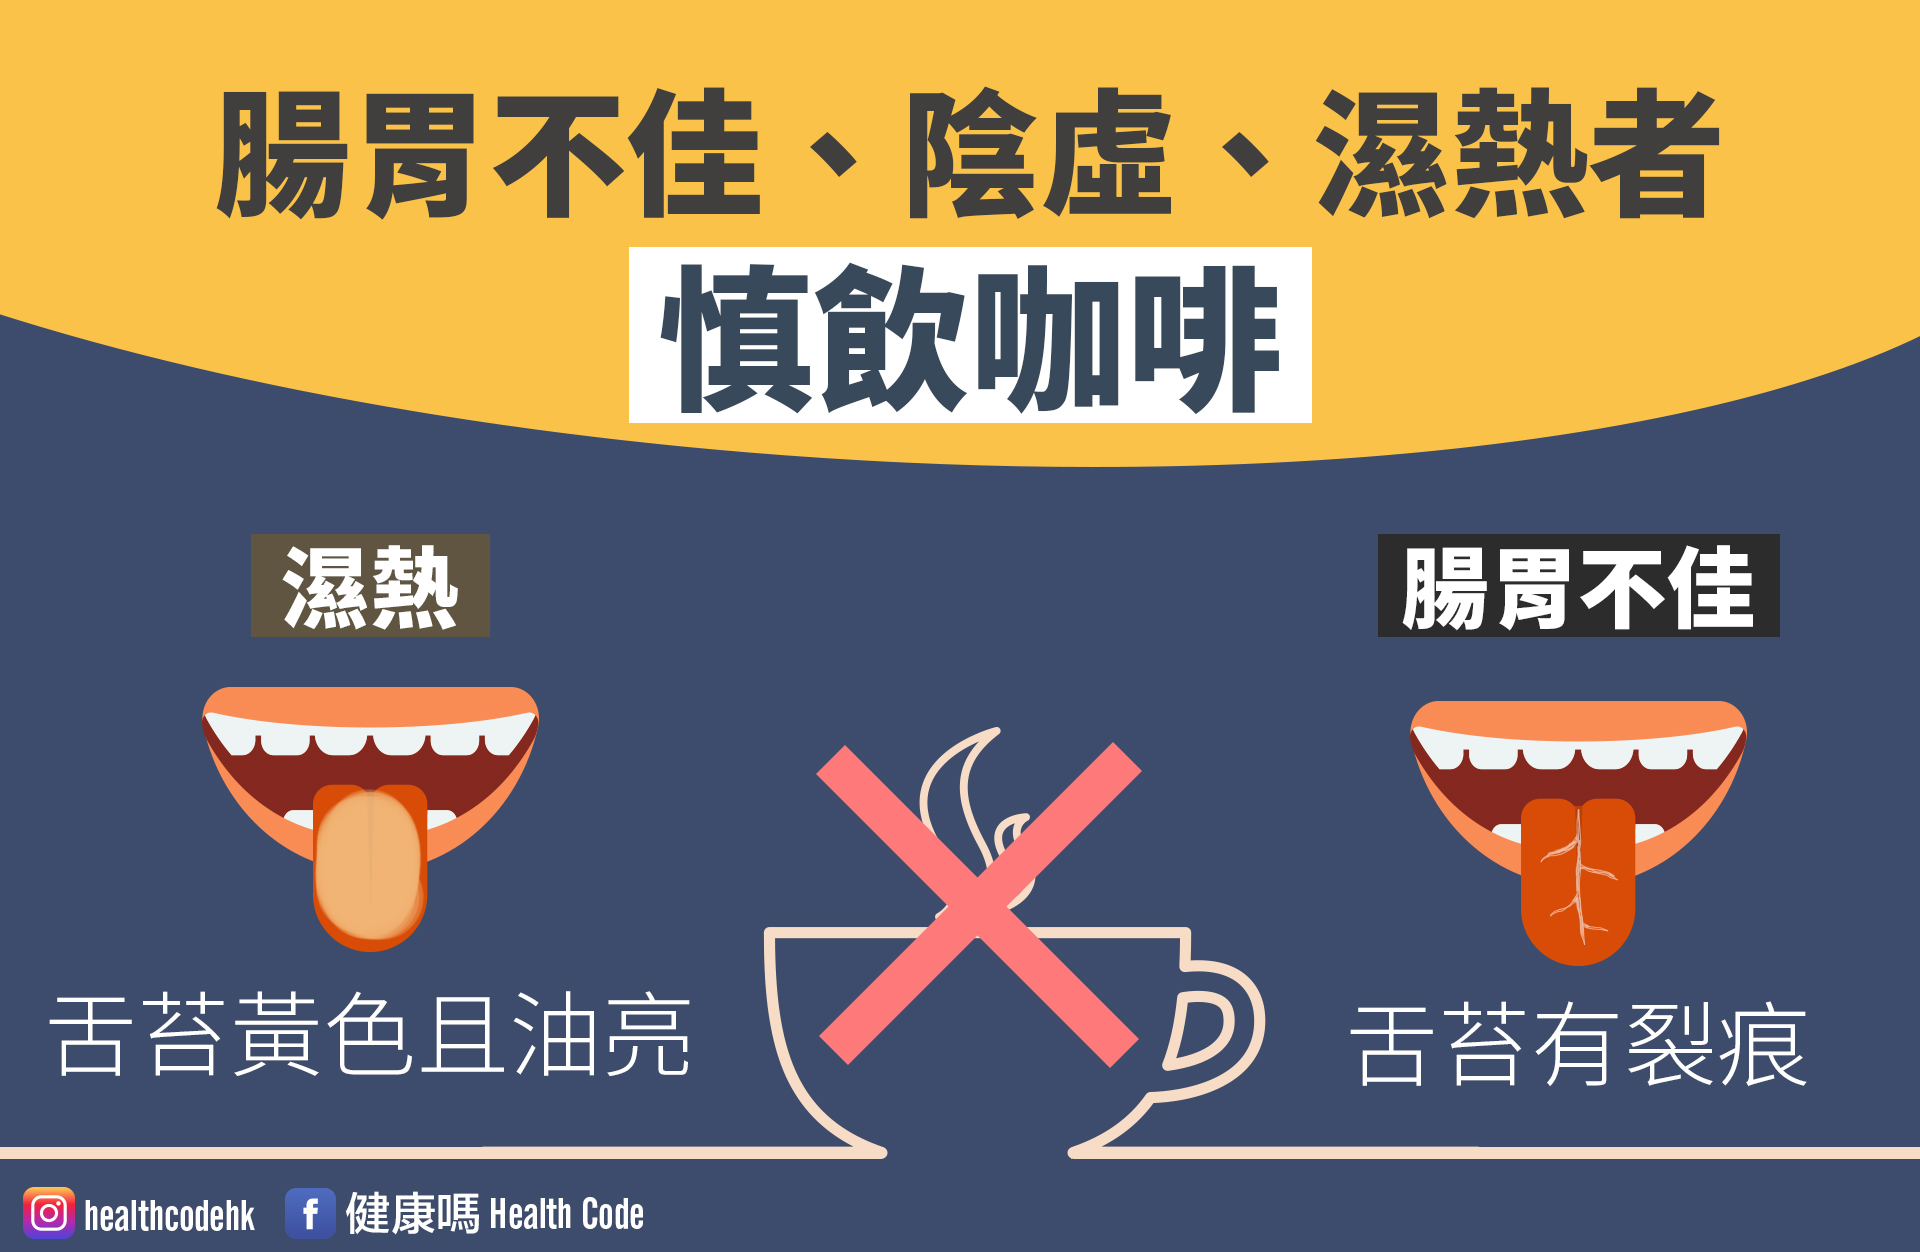 腸胃不佳、陰虛、濕熱者
慎飲咖啡
濕熱
腸胃不佳
舌苔黃色且油亮
舌苔有裂痕
healthcodehk
健康嗎 Health Code